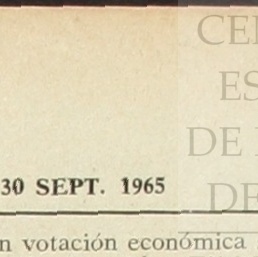 CE
ES
DE
DE
30 SEPT. 1965
n votación económica